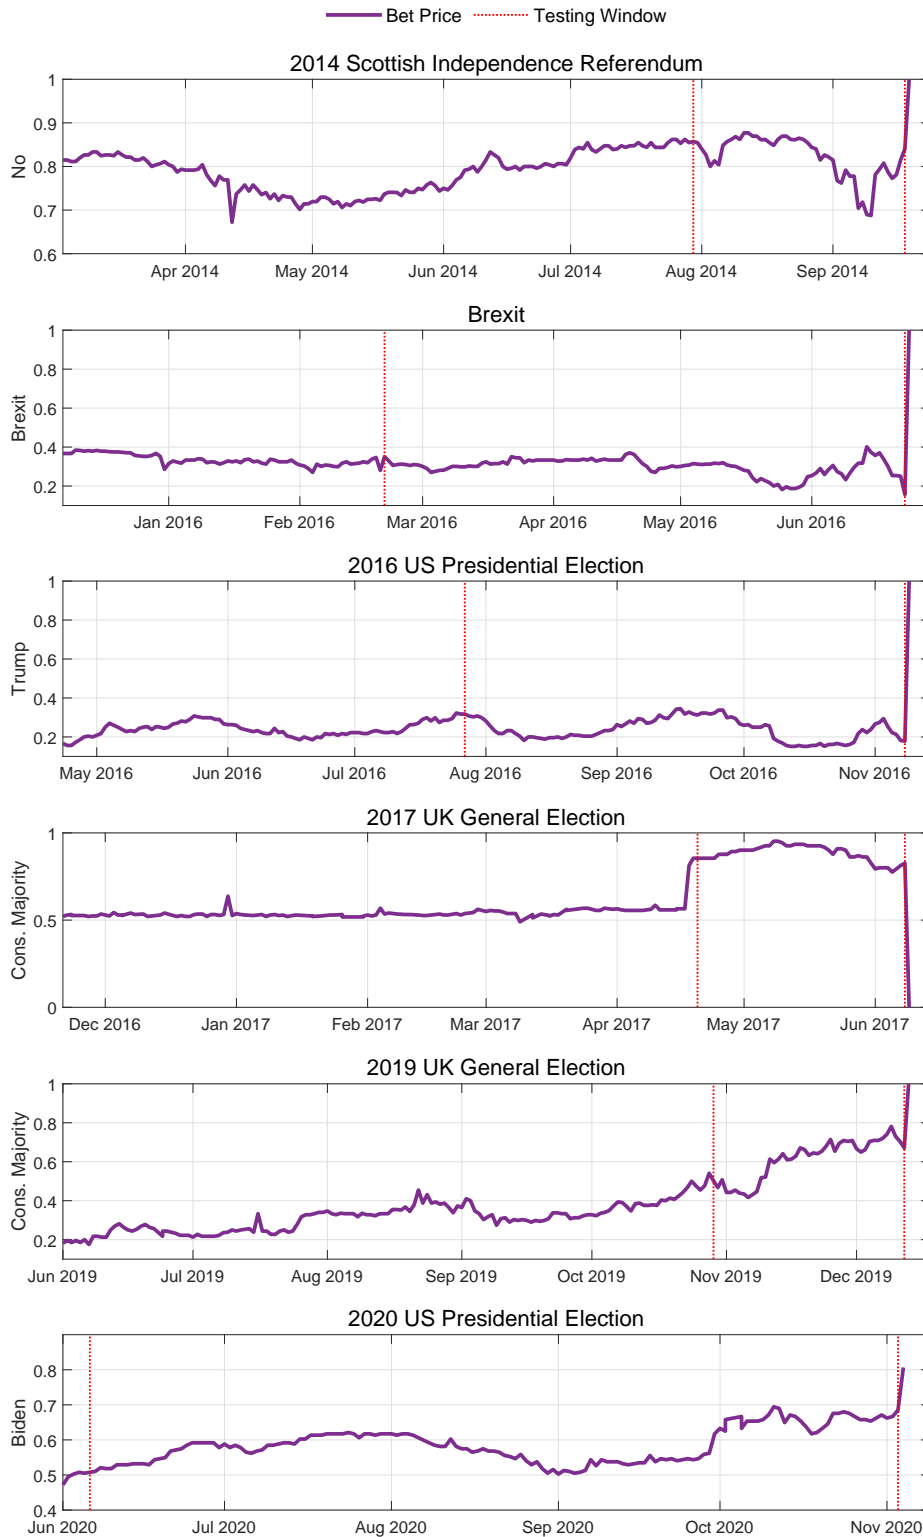 Bet Price Testing Window
2014 Scottish Independence Referendum
1
0.9
0.8
0.7
0.6
No
Apr 2014 May 2014 Jun 2014 Jul 2014 Aug 2014 Sep 2014
Brexit
1
0.8
0.6
0.4
0.2
Brexit
Jan 2016 Feb 2016 Mar 2016 Apr 2016 May 2016 Jun 2016
2016 US Presidential Election
1
0.8
0.6
0.4
0.2
Trump
May 2016 Jun 2016 Jul 2016 Aug 2016 Sep 2016 Oct 2016 Nov 2016
2017 UK General Election
1
0.5
0
Cons. Majority
Dec 2016 Jan 2017 Feb 2017 Mar 2017 Apr 2017 May 2017 Jun 2017
2019 UK General Election
1
0.8
0.6
0.4
0.2
Cons. Majority
Jun 2019 Jul 2019 Aug 2019 Sep 2019 Oct 2019 Nov 2019 Dec 2019
2020 US Presidential Election
0.8
0.7
0.6
0.5
0.4
Biden
Jun 2020 Jul 2020 Aug 2020 Sep 2020 Oct 2020 Nov 2020